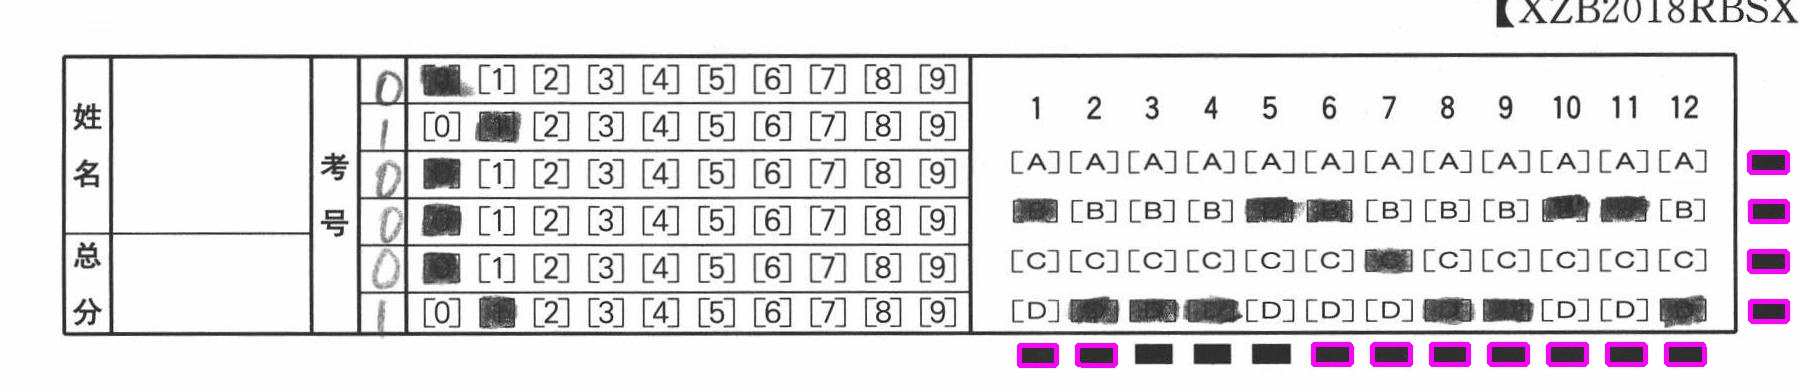 【XZB2018RBSX
姓名
总分
考号
0 [1] [2] [3] [4] [5] [6] [7] [8] [9]
1 [0] [2] [3] [4] [5] [6] [7] [8] [9]
0 [1] [2] [3] [4] [5] [6] [7] [8] [9]
0 [1] [2] [3] [4] [5] [6] [7] [8] [9]
0 [1] [2] [3] [4] [5] [6] [7] [8] [9]
1 [0] [2] [3] [4] [5] [6] [7] [8] [9]
1 2 3 4 5 6 7 8 9 10 11 12
[A] [A] [A] [A] [A] [A] [A] [A] [A] [A] [A] [A]
[B] [B] [B] [B] [B] [B] [B]
[C] [C] [C] [C] [C] [C] [C] [C] [C] [C] [C]
[D] [D] [D] [D] [D] [D]